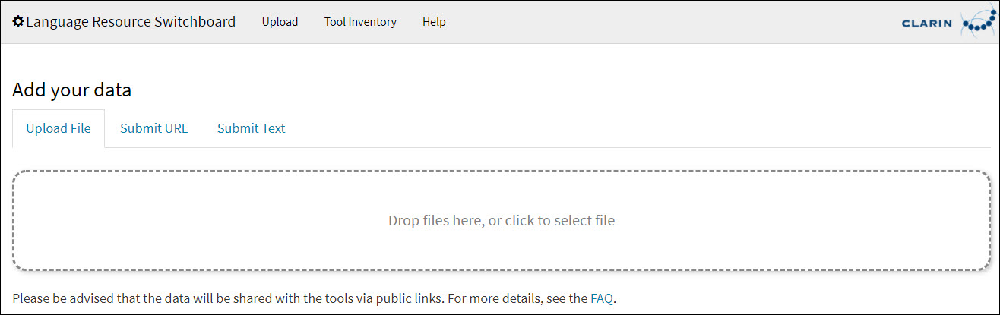 Language Resource Switchboard Upload Tool Inventory Help CLARIN
Add your data
Upload File Submit URL Submit Text
Drop files here, or click to select file
Please be advised that the data will be shared with the tools via public links. For more details, see the FAQ.